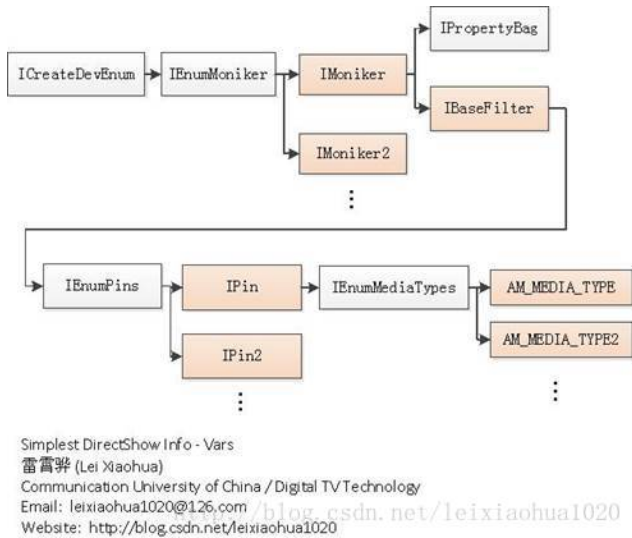 IPropertyBag
ICreateDevEnum
IEnumMoniker
IMoniker
IBaseFilter
IMoniker2
IEnumPins
IPin
IEnumMediaTypes
AM_MEDIA_TYPE
IPin2
AM_MEDIA_TYPE2
Simplest DirectShow Info - Vars
雷霄骅 (Lei Xiaohua)
Communication University of China / Digital TV Technology
Email: leixiaohua1020@126.com
Website: http://blog.csdn.net/leixiaohua1020
http://blog.csdn.net/leixiaohua1020